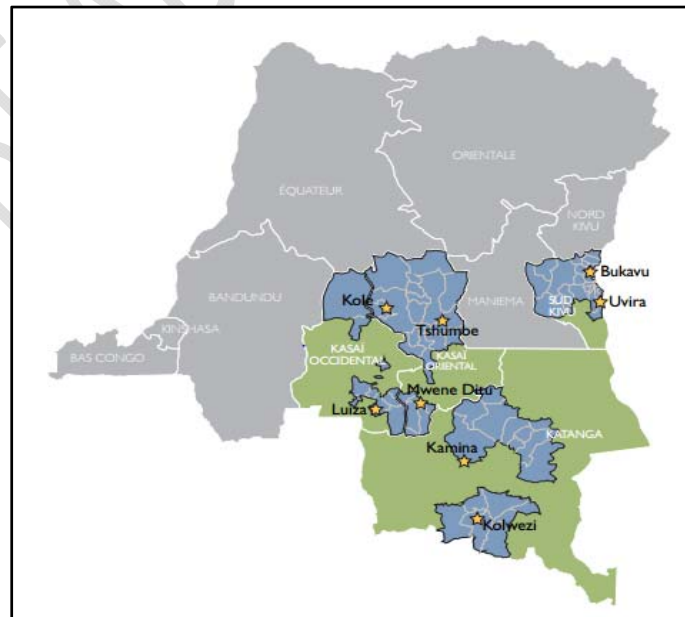 ORIENTALE
ÉQUATEUR
NORD
KIVU
Bukavu
BANDUNDU
Kole
MANIEMA
SUD
KIVU
Uvira
Tshumbe
KINSHASA
BAS CONGO
KASAI
OCCIDENTAL
KASAI
ORIENTAL
Mwene Ditu
Luiza
KATANGA
Kamina
Kolwezi